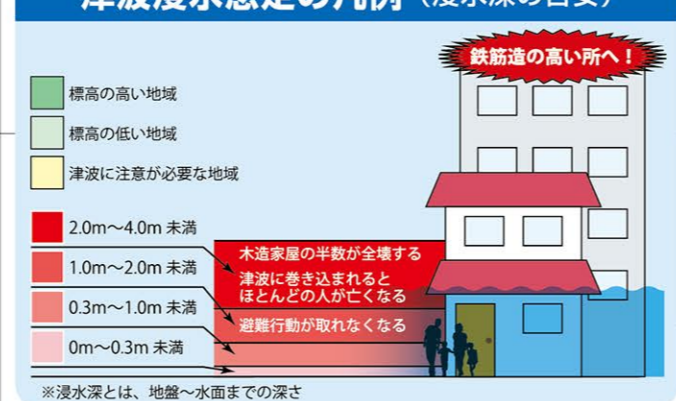 津波浸水想定の凡例（浸水深の目安）
鉄筋造の高い所へ！
標高の高い地域
標高の低い地域
津波に注意が必要な地域
2.0m～4.0m 未満
1.0m～2.0m 未満
0.3m～1.0m 未満
0m～0.3m 未満
木造家屋の半数が全壊する
津波に巻き込まれると
ほとんどの人が亡くなる
避難行動が取れなくなる
※浸水深とは、地盤～水面までの深さ